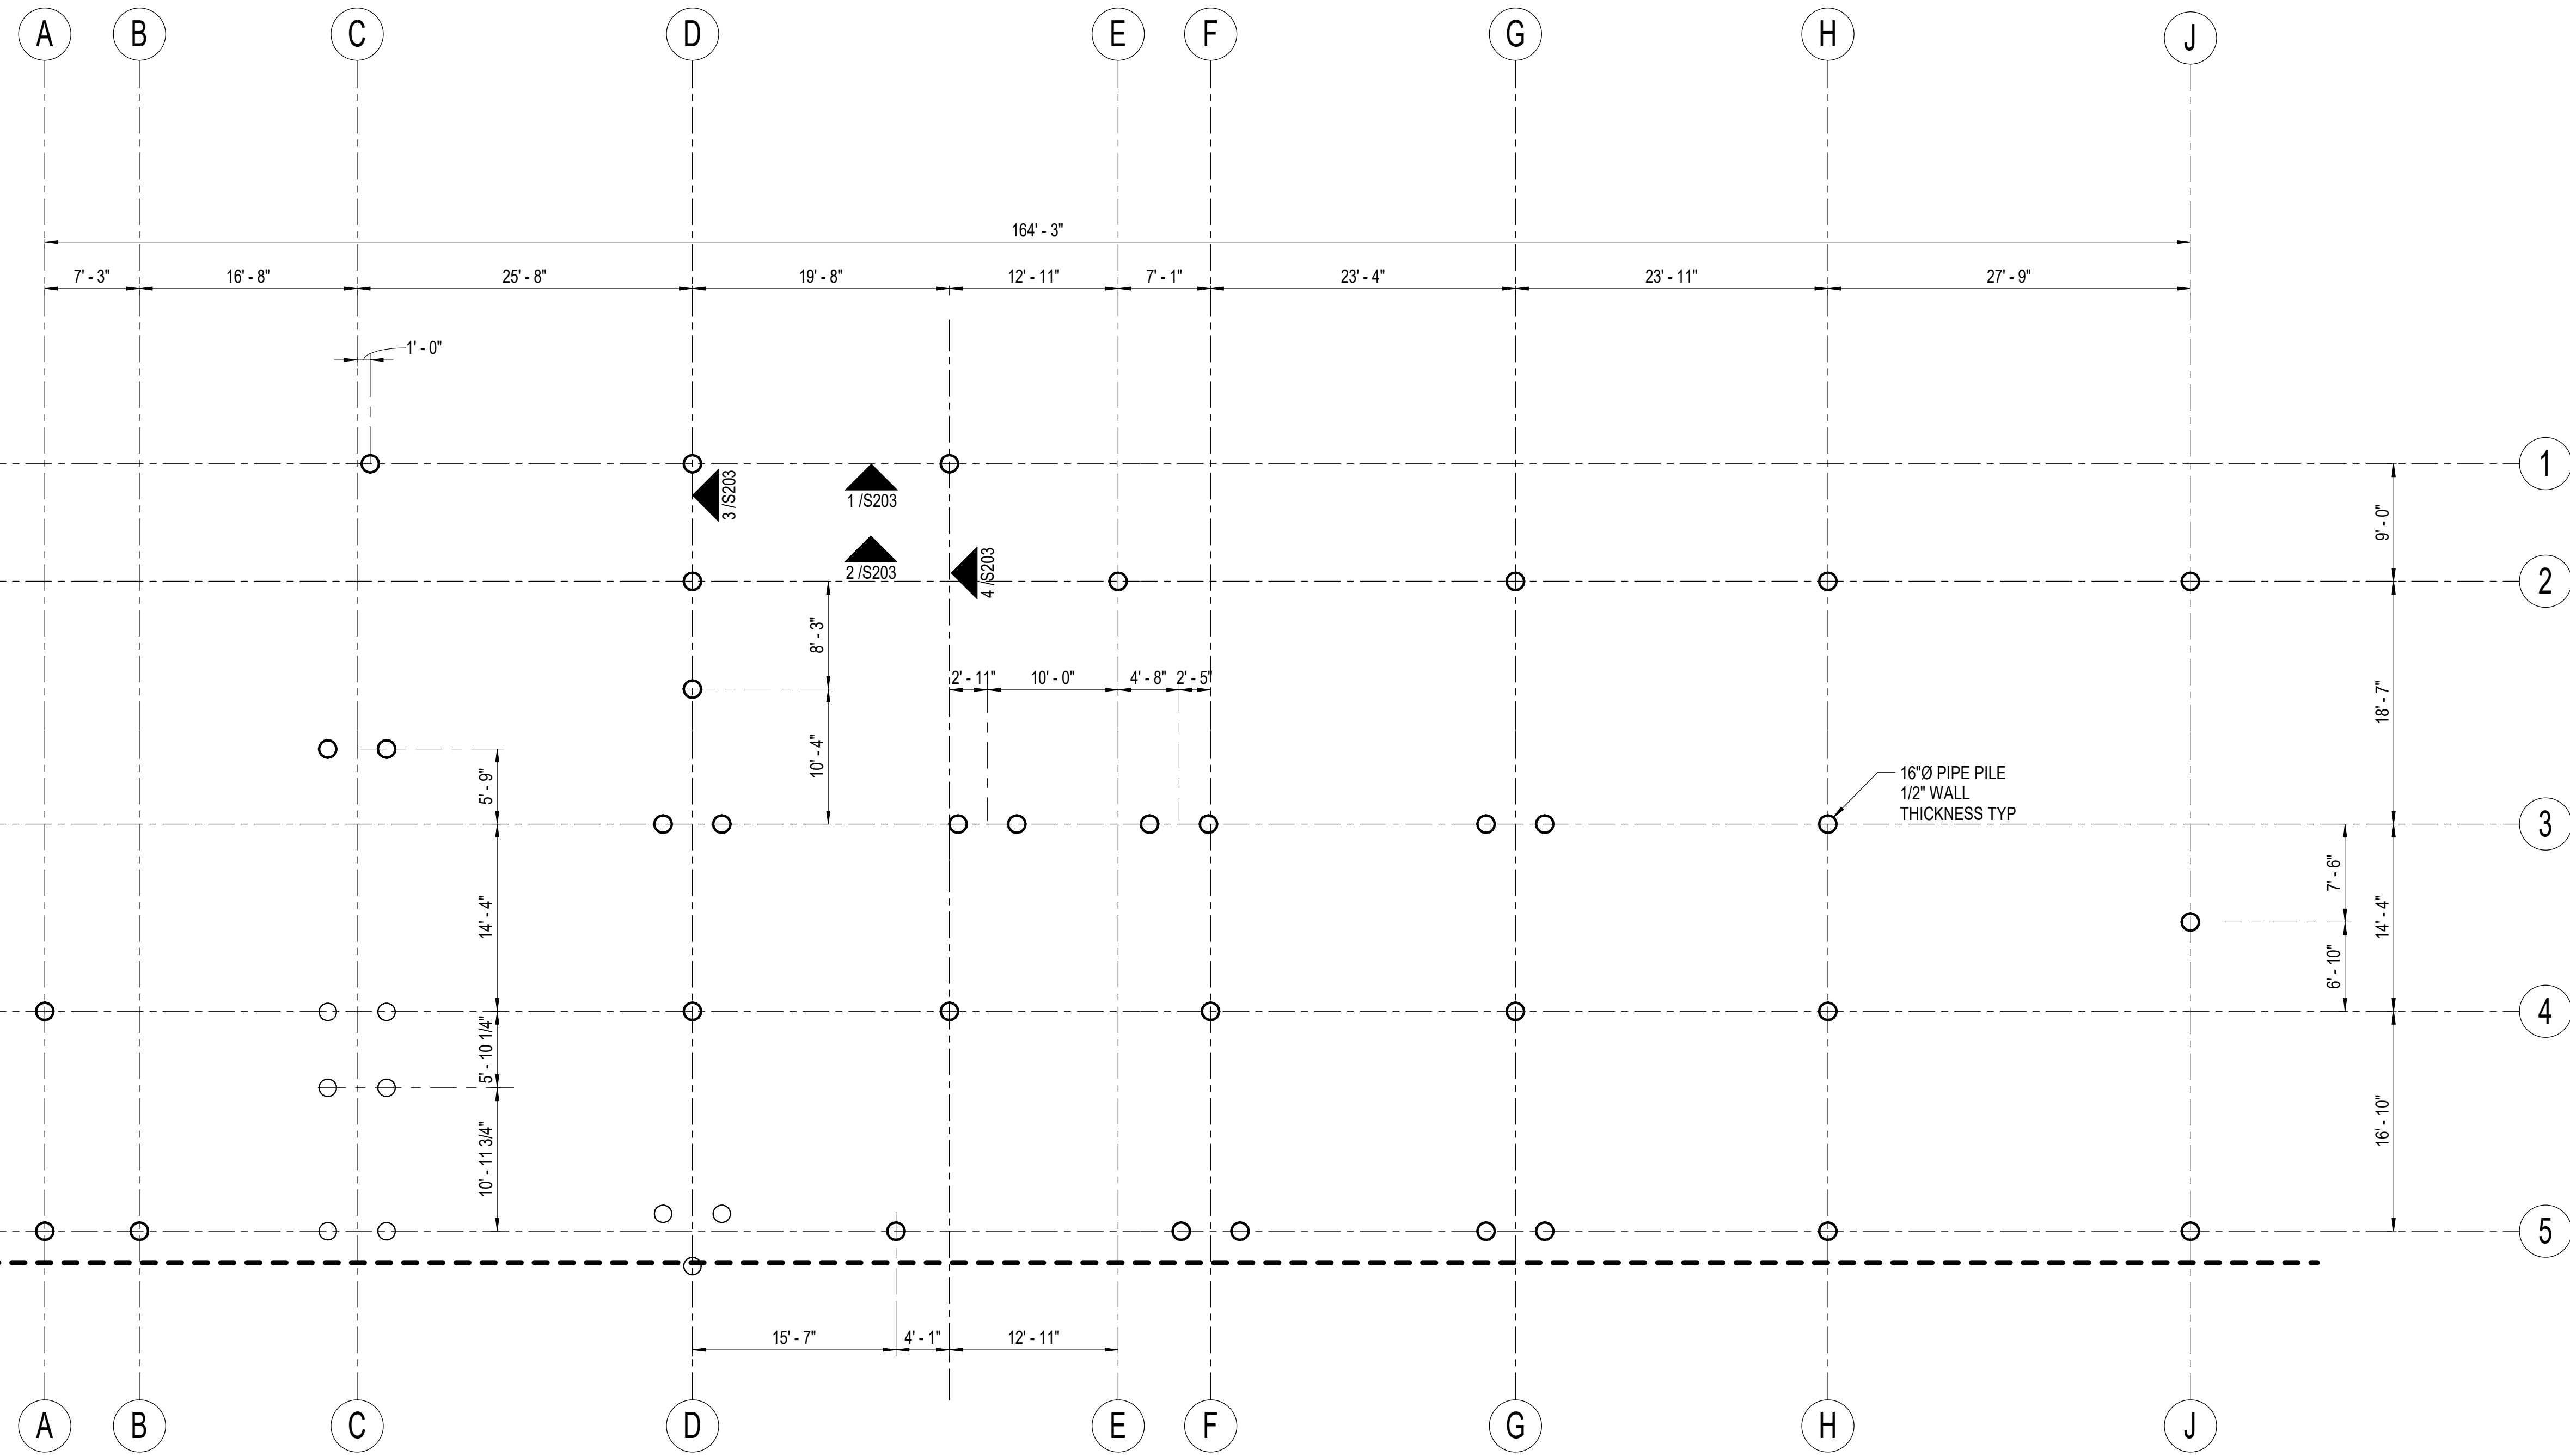 A B C D E F G H J
164' - 3"
7' - 3" 16' - 8" 25' - 8" 19' - 8" 12' - 11" 7' - 1" 23' - 4" 23' - 11" 27' - 9"
1' - 0"
1
3 /S203
1 /S203
9' - 0"
2 /S203
4 /S203
2
8' - 3"
2' - 11" 10' - 0" 4' - 8" 2' - 5"
18' - 7"
10' - 4"
5' - 9"
16"Ø PIPE PILE
1/2" WALL
THICKNESS TYP
3
7' - 6"
14' - 4"
14' - 4"
6' - 10"
4
5' - 10 1/4"
16' - 10"
10' - 11 3/4"
5
15' - 7" 4' - 1" 12' - 11"
A B C D E F G H J